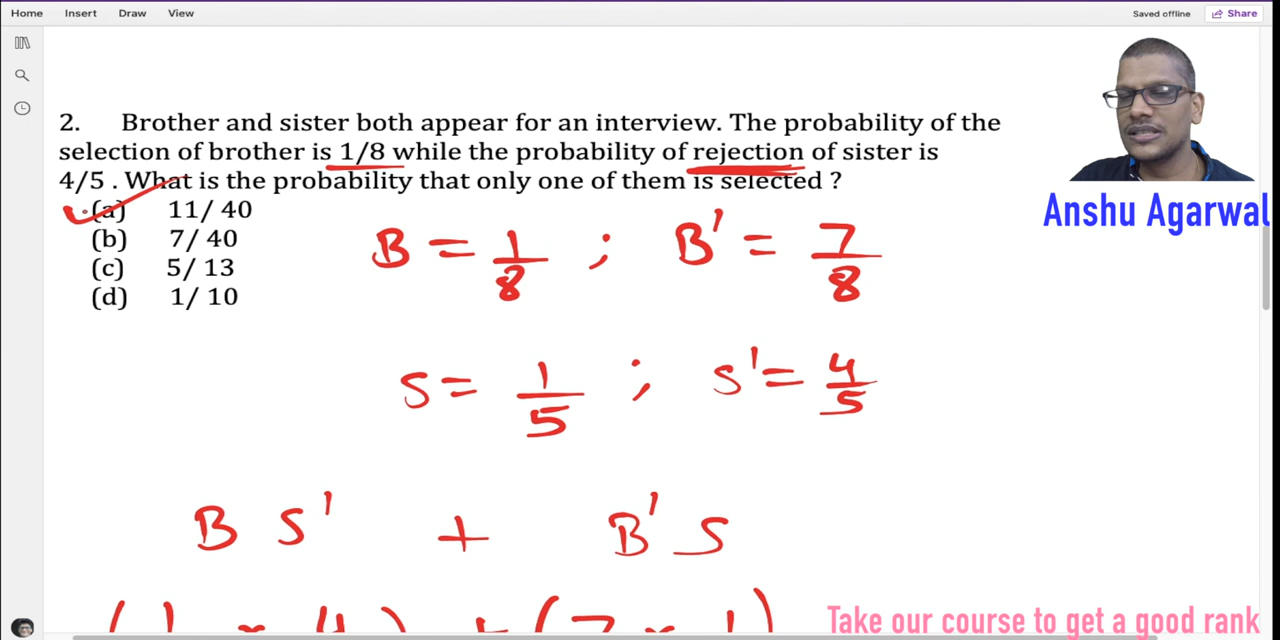 Home Insert Draw View Saved offline Share
2. Brother and sister both appear for an interview. The probability of the
selection of brother is 1/8 while the probability of rejection of sister is
4/5 . What is the probability that only one of them is selected ?
(a) 11/ 40
(b) 7/ 40
(c) 5/ 13
(d) 1/ 10
Anshu Agarwal
B = 1/8 ; B' = 7/8
S = 1/5 ; S' = 4/5
B S' + B' S
Take our course to get a good rank